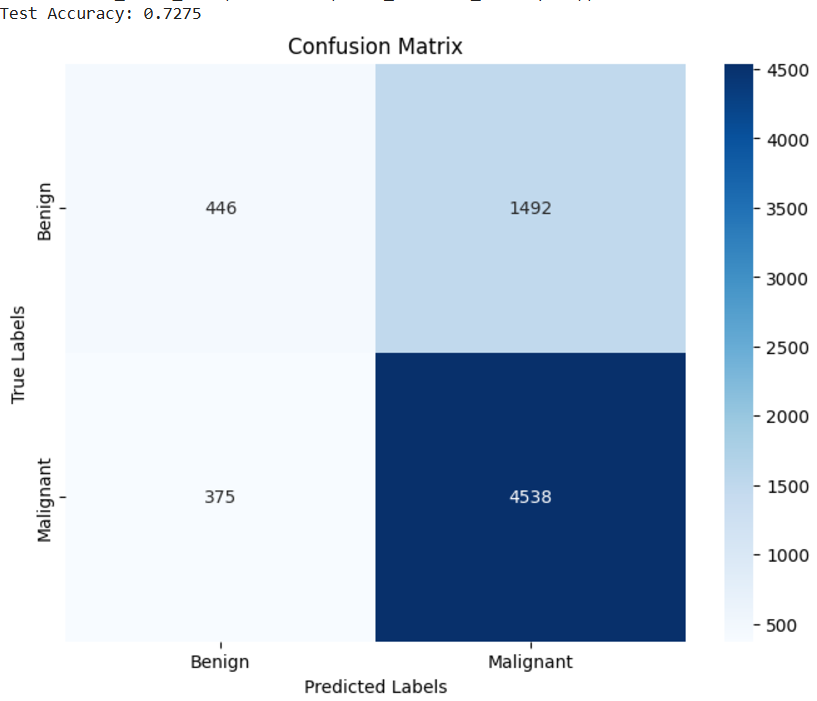 Test Accuracy: 0.7275
Confusion Matrix
4500
4000
3500
3000
2500
2000
1500
1000
500
True Labels
Benign
446
1492
Malignant
375
4538
Benign
Malignant
Predicted Labels